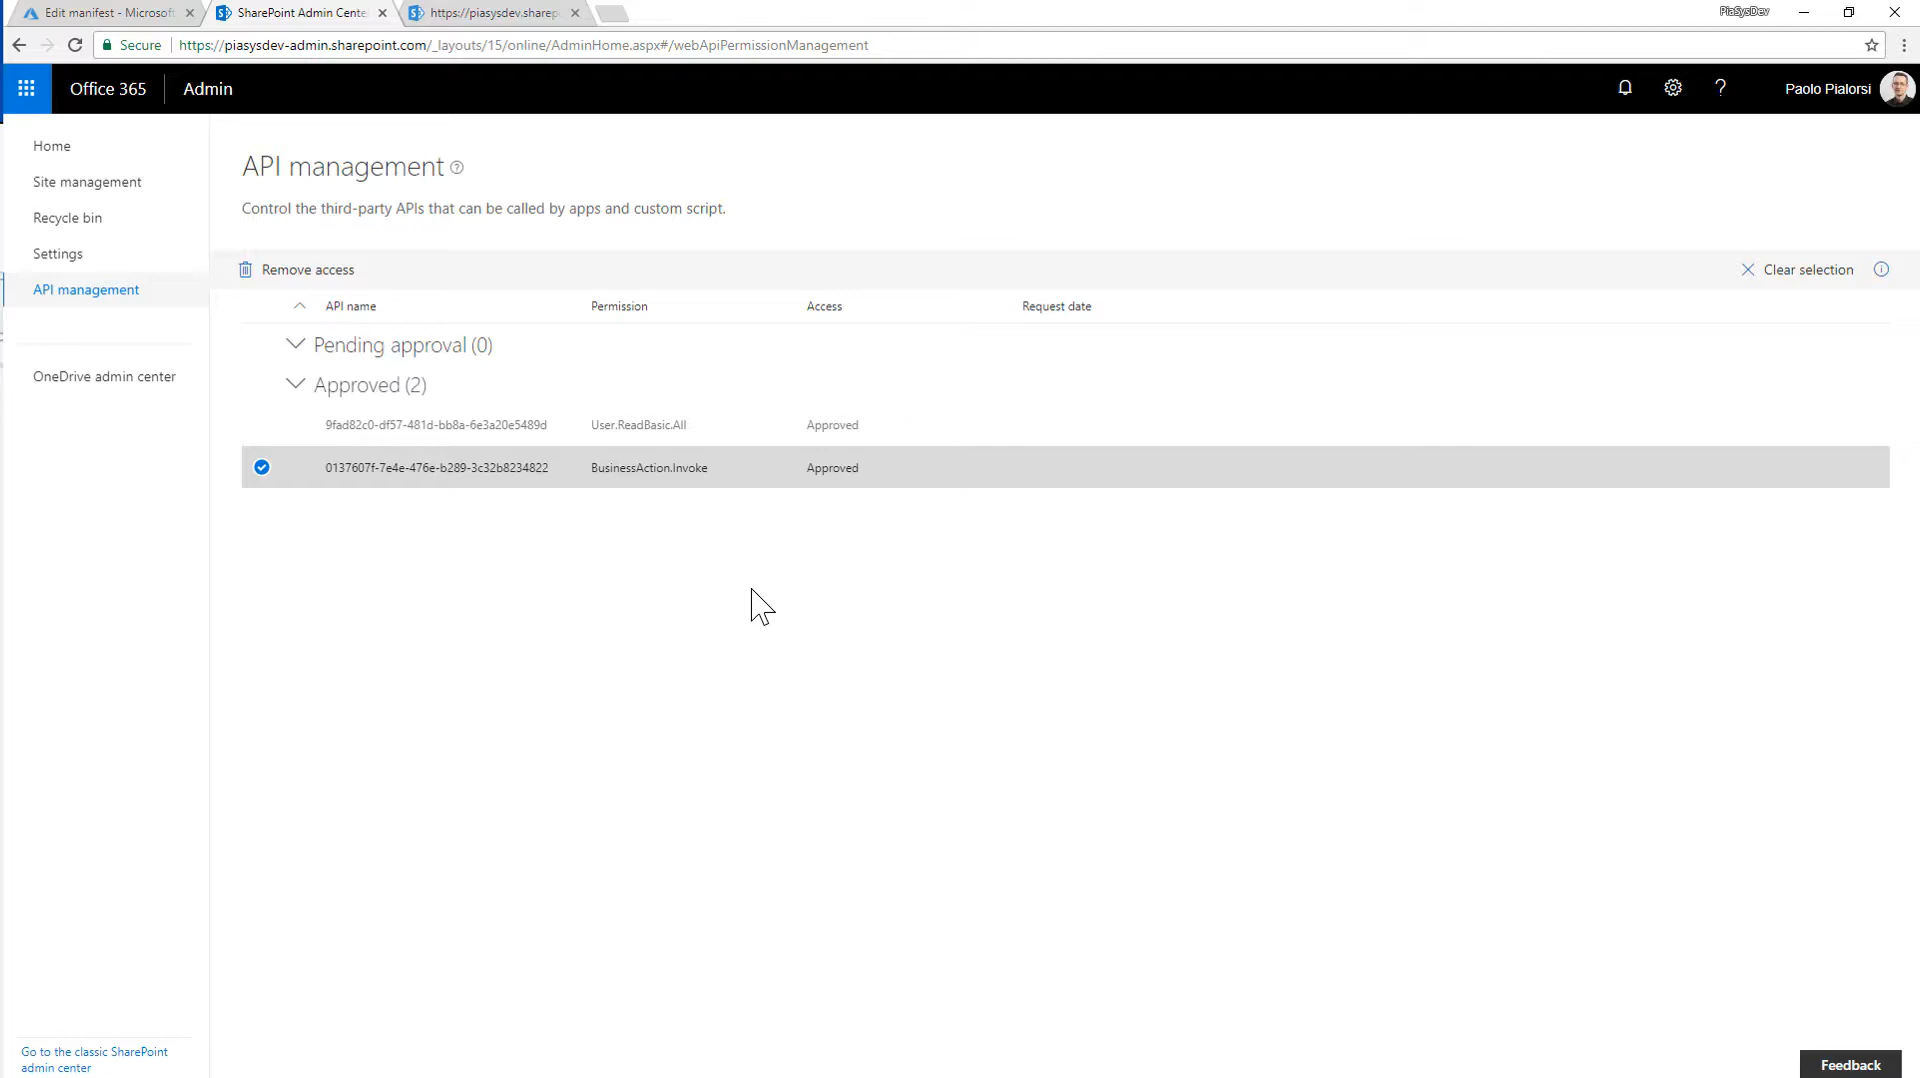 Edit manifest - Microsoft
SharePoint Admin Cente
https://piasysdev.sharep
PiaSysDev
Secure
https://piasysdev-admin.sharepoint.com/_layouts/15/online/AdminHome.aspx#/webApiPermissionManagement
Office 365
Admin
Paolo Pialorsi
Home
Site management
Recycle bin
Settings
API management
OneDrive admin center
Go to the classic SharePoint
admin center
API management
Control the third-party APIs that can be called by apps and custom script.
Remove access
Clear selection
API name Permission Access Request date
Pending approval (0)
Approved (2)
9fad82c0-df57-481d-bb8a-6e3a20e5489d User.ReadBasic.All Approved
0137607f-7e4e-476e-b289-3c32b8234822 BusinessAction.Invoke Approved
Feedback